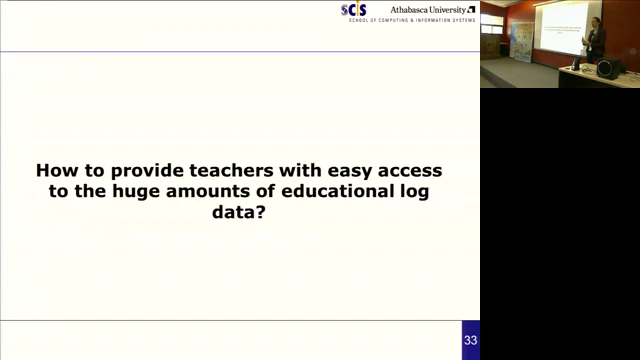 SCIS Athabasca University
SCHOOL OF COMPUTING & INFORMATION SYSTEMS
How to provide teachers with easy access
to the huge amounts of educational log
data?
33